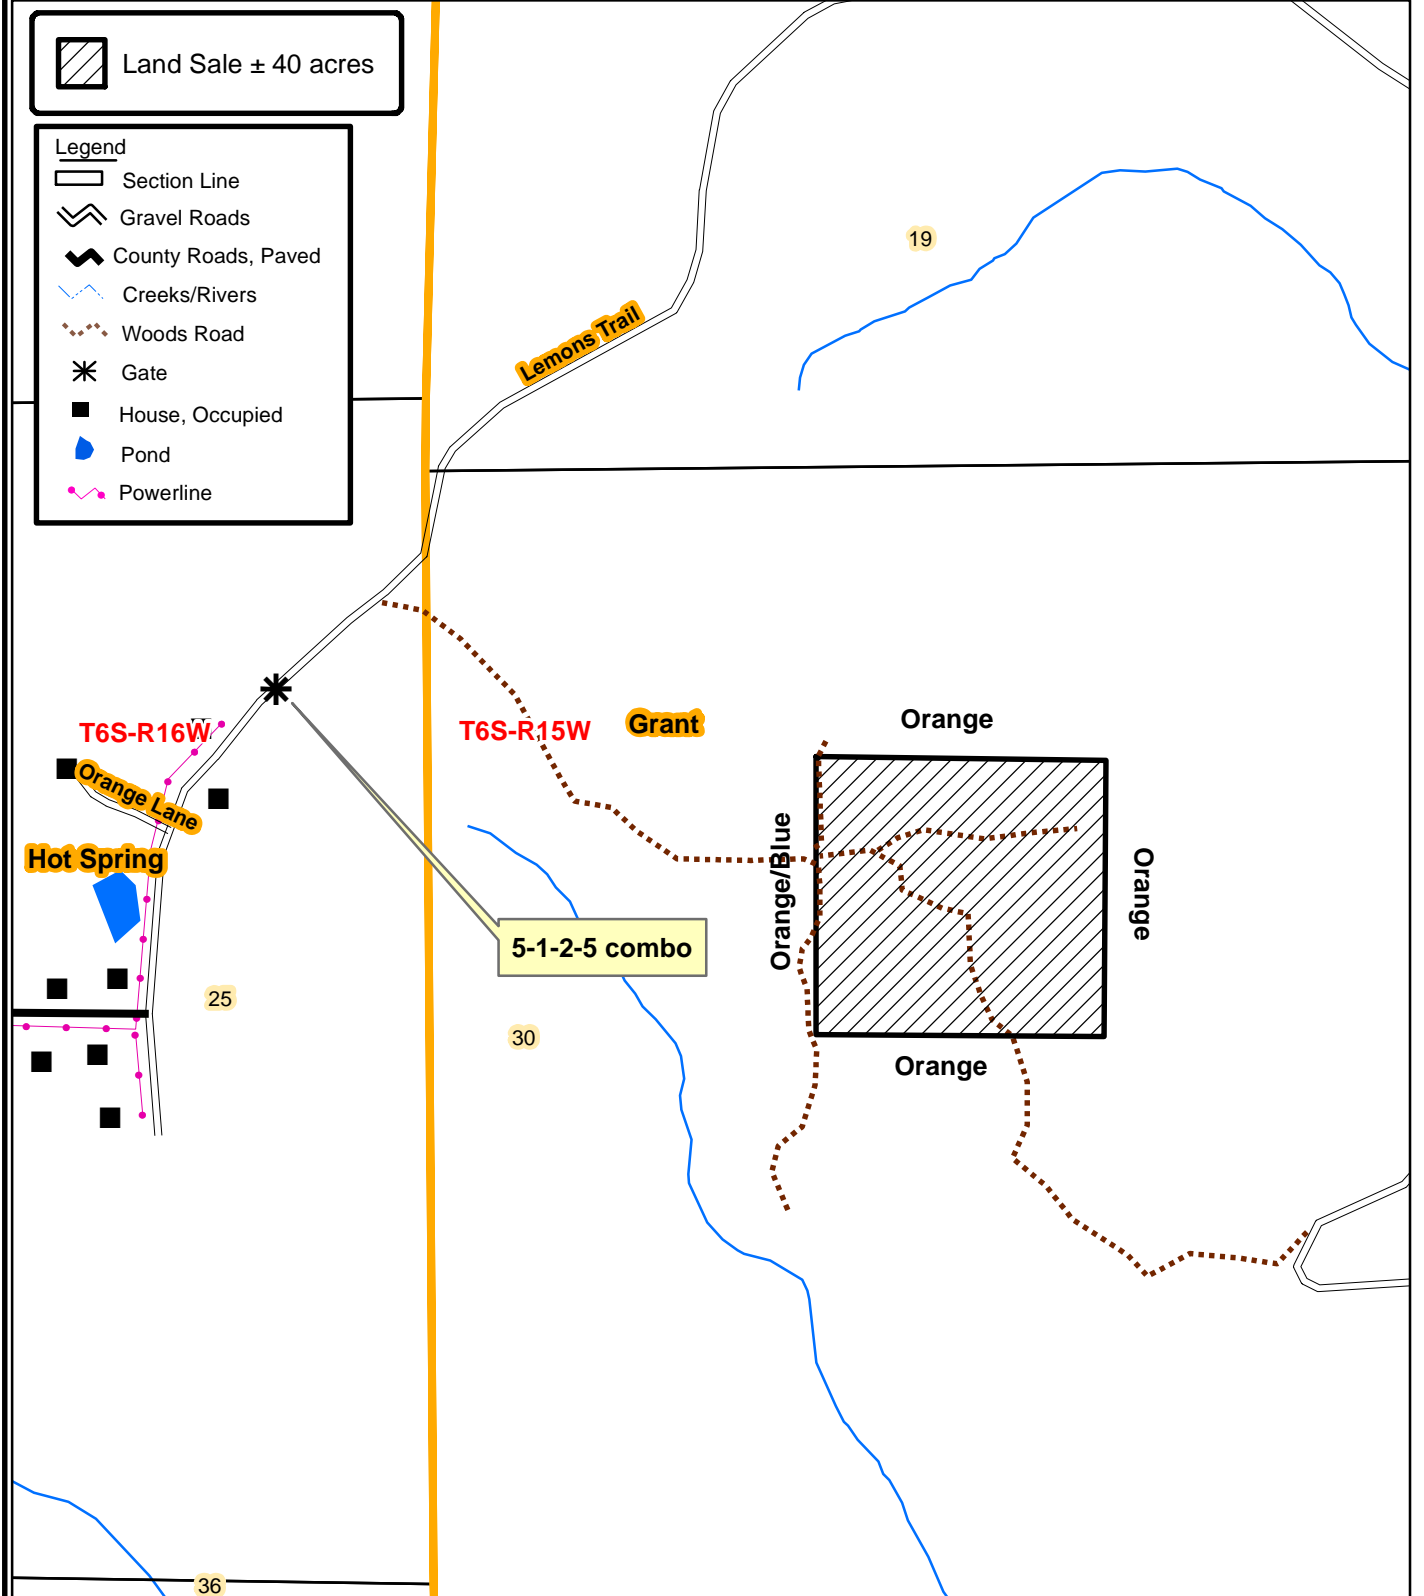 Land Sale ± 40 acres
Legend
Section Line
Gravel Roads
County Roads, Paved
Creeks/Rivers
Woods Road
Gate
House, Occupied
Pond
Powerline
19
Lemons Trail
T6S-R16W
T6S-R15W
Grant
Orange
Orange Lane
Hot Spring
Orange/Blue
Orange
5-1-2-5 combo
25
30
Orange
36